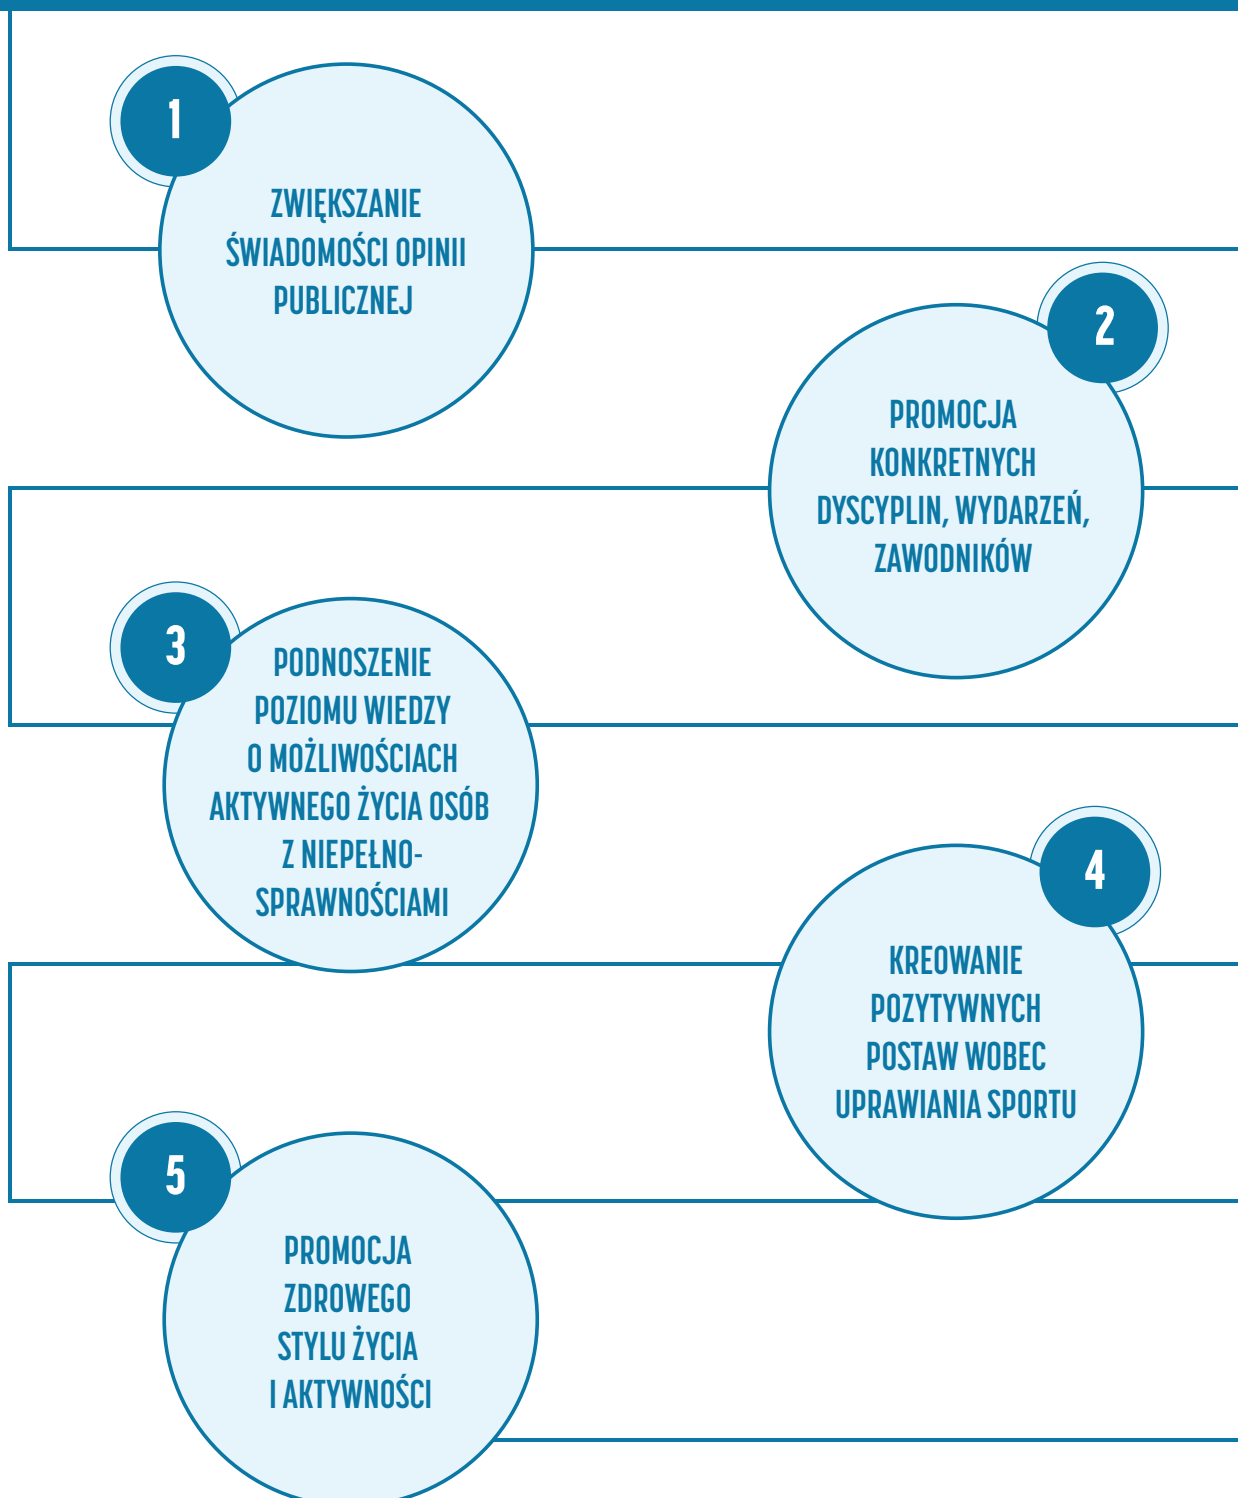 1
ZWIĘKSZANIE
ŚWIADOMOŚCI OPINII
PUBLICZNEJ
2
PROMOCJA
KONKRETNYCH
DYSCYPLIN, WYDARZEŃ,
ZAWODNIKÓW
3
PODNOSZENIE
POZIOMU WIEDZY
O MOŻLIWOŚCIACH
AKTYWNEGO ŻYCIA OSÓB
Z NIEPEŁNO-
SPRAWNOŚCIAMI
4
KREOWANIE
POZYTYWNYCH
POSTAW WOBEC
UPRAWIANIA SPORTU
5
PROMOCJA
ZDROWEGO
STYLU ŻYCIA
I AKTYWNOŚCI